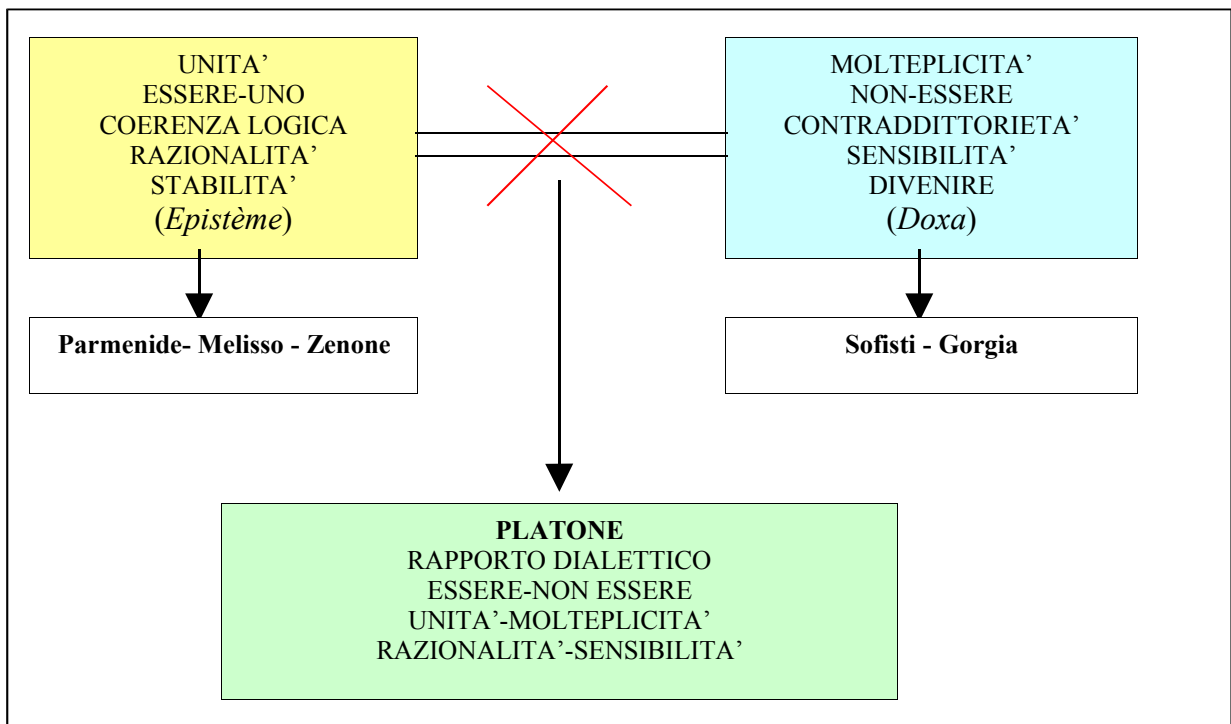 UNITA’
ESSERE-UNO
COERENZA LOGICA
RAZIONALITA’
STABILITA’
(Epistème)
MOLTEPLICITA’
NON-ESSERE
CONTRADDITTORIETA’
SENSIBILITA’
DIVENIRE
(Doxa)
Parmenide- Melisso - Zenone
Sofisti - Gorgia
PLATONE
RAPPORTO DIALETTICO
ESSERE-NON ESSERE
UNITA’-MOLTEPLICITA’
RAZIONALITA’-SENSIBILITA’